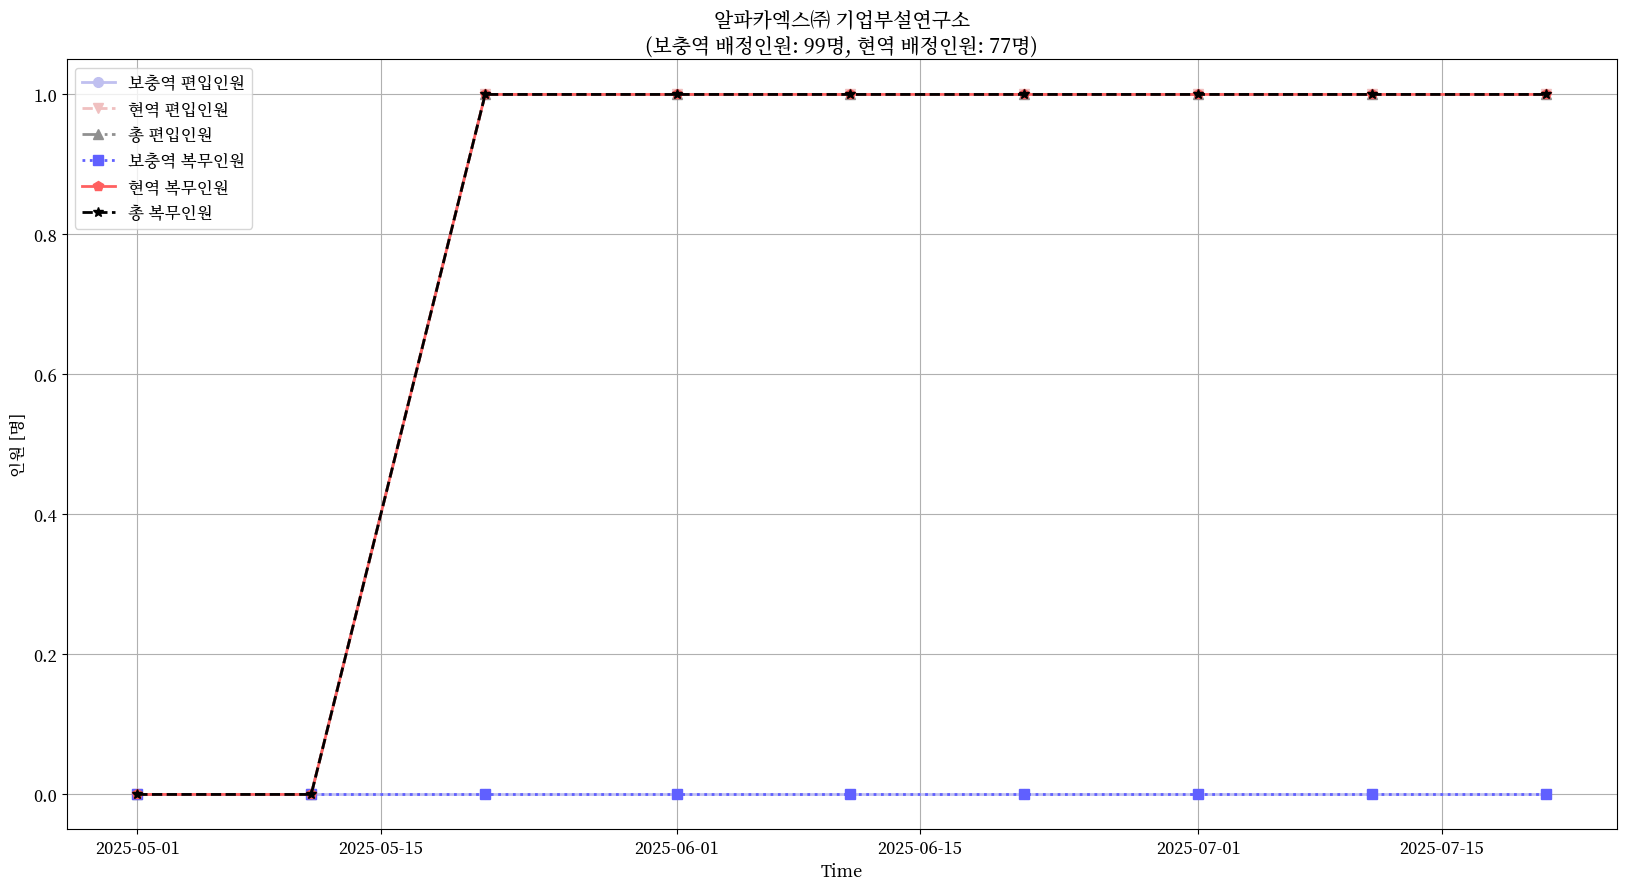 알파카엑스㈜ 기업부설연구소
(보충역 배정인원: 99명, 현역 배정인원: 77명)
보충역 편입인원
현역 편입인원
총 편입인원
보충역 복무인원
현역 복무인원
총 복무인원
인원 [명]
1.0
0.8
0.6
0.4
0.2
0.0
2025-05-01
2025-05-15
2025-06-01
2025-06-15
2025-07-01
2025-07-15
Time